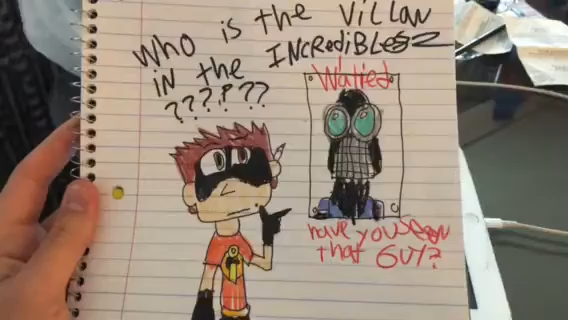 WHO is the Villan
IN the INCRediBLES2
????????
Wanted
have you seen
that GUY?